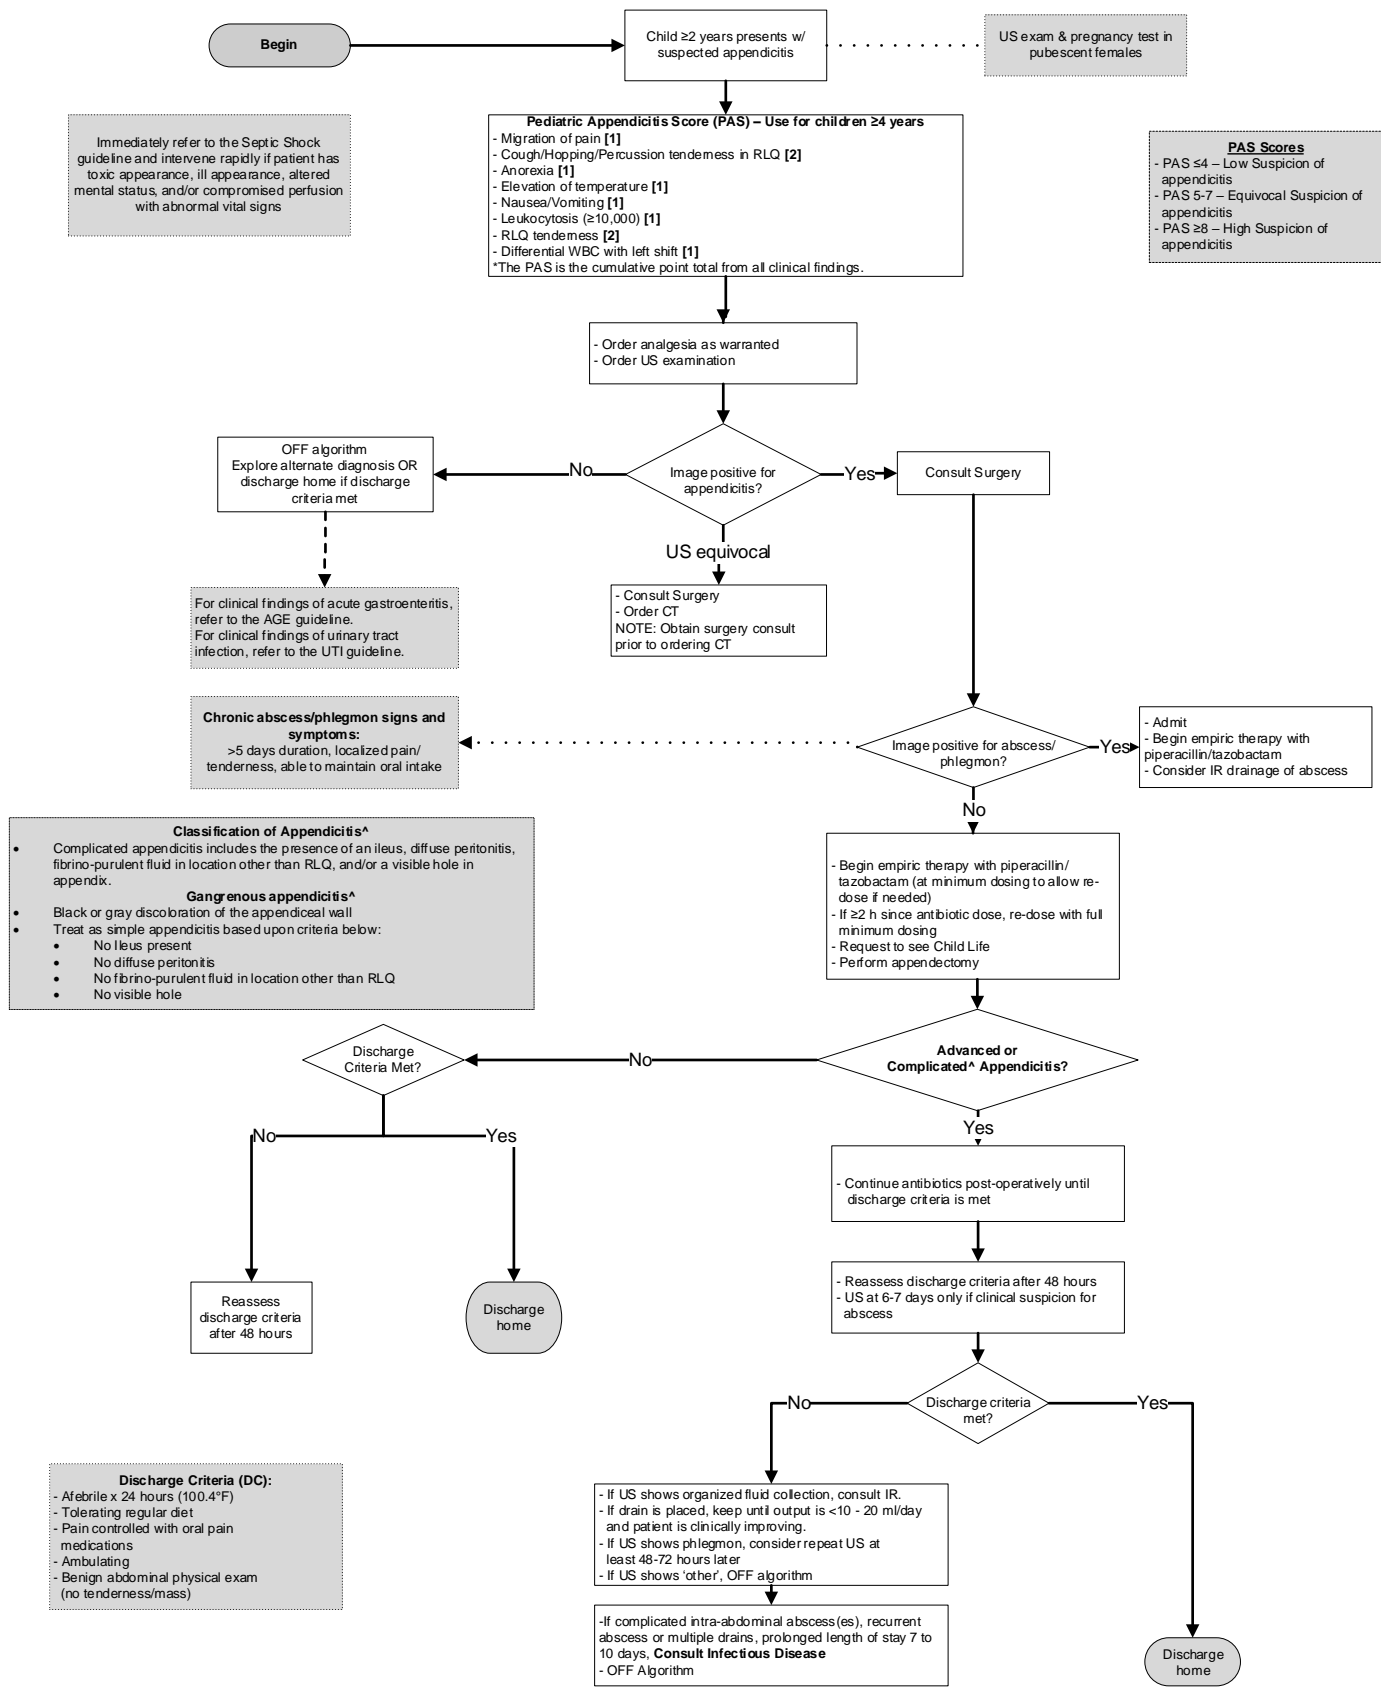 Begin
Child ≥2 years presents w/
suspected appendicitis
US exam & pregnancy test in
pubescent females
Immediately refer to the Septic Shock
guideline and intervene rapidly if patient has
toxic appearance, ill appearance, altered
mental status, and/or compromised perfusion
with abnormal vital signs
Pediatric Appendicitis Score (PAS) – Use for children ≥4 years
- Migration of pain [1]
- Cough/Hopping/Percussion tenderness in RLQ [2]
- Anorexia [1]
- Elevation of temperature [1]
- Nausea/Vomiting [1]
- Leukocytosis (≥10,000) [1]
- RLQ tenderness [2]
- Differential WBC with left shift [1]
*The PAS is the cumulative point total from all clinical findings.
PAS Scores
- PAS ≤4 – Low Suspicion of
appendicitis
- PAS 5-7 – Equivocal Suspicion of
appendicitis
- PAS ≥8 – High Suspicion of
appendicitis
- Order analgesia as warranted
- Order US examination
OFF algorithm
Explore alternate diagnosis OR
discharge home if discharge
criteria met
No
Image positive for
appendicitis?
Yes
Consult Surgery
US equivocal
For clinical findings of acute gastroenteritis,
refer to the AGE guideline.
For clinical findings of urinary tract
infection, refer to the UTI guideline.
- Consult Surgery
- Order CT
NOTE: Obtain surgery consult
prior to ordering CT
Chronic abscess/phlegmon signs and
symptoms:
>5 days duration, localized pain/
tenderness, able to maintain oral intake
Image positive for abscess/
phlegmon?
Yes
- Admit
- Begin empiric therapy with
piperacillin/tazobactam
- Consider IR drainage of abscess
No
Classification of Appendicitis^
• Complicated appendicitis includes the presence of an ileus, diffuse peritonitis,
fibrino-purulent fluid in location other than RLQ, and/or a visible hole in
appendix.
Gangrenous appendicitis^
• Black or gray discoloration of the appendiceal wall
• Treat as simple appendicitis based upon criteria below:
• No Ileus present
• No diffuse peritonitis
• No fibrino-purulent fluid in location other than RLQ
• No visible hole
- Begin empiric therapy with piperacillin/
tazobactam (at minimum dosing to allow re-
dose if needed)
- If ≥2 h since antibiotic dose, re-dose with full
minimum dosing
- Request to see Child Life
- Perform appendectomy
Discharge
Criteria Met?
No
Advanced or
Complicated^ Appendicitis?
No
Yes
Yes
- Continue antibiotics post-operatively until
discharge criteria is met
Reassess
discharge criteria
after 48 hours
Discharge
home
- Reassess discharge criteria after 48 hours
- US at 6-7 days only if clinical suspicion for
abscess
No
Discharge criteria
met?
Yes
Discharge Criteria (DC):
- Afebrile x 24 hours (100.4°F)
- Tolerating regular diet
- Pain controlled with oral pain
medications
- Ambulating
- Benign abdominal physical exam
(no tenderness/mass)
- If US shows organized fluid collection, consult IR.
- If drain is placed, keep until output is <10 - 20 ml/day
and patient is clinically improving.
- If US shows phlegmon, consider repeat US at
least 48-72 hours later
- If US shows ‘other’, OFF algorithm
-If complicated intra-abdominal abscess(es), recurrent
abscess or multiple drains, prolonged length of stay 7 to
10 days, Consult Infectious Disease
- OFF Algorithm
Discharge
home